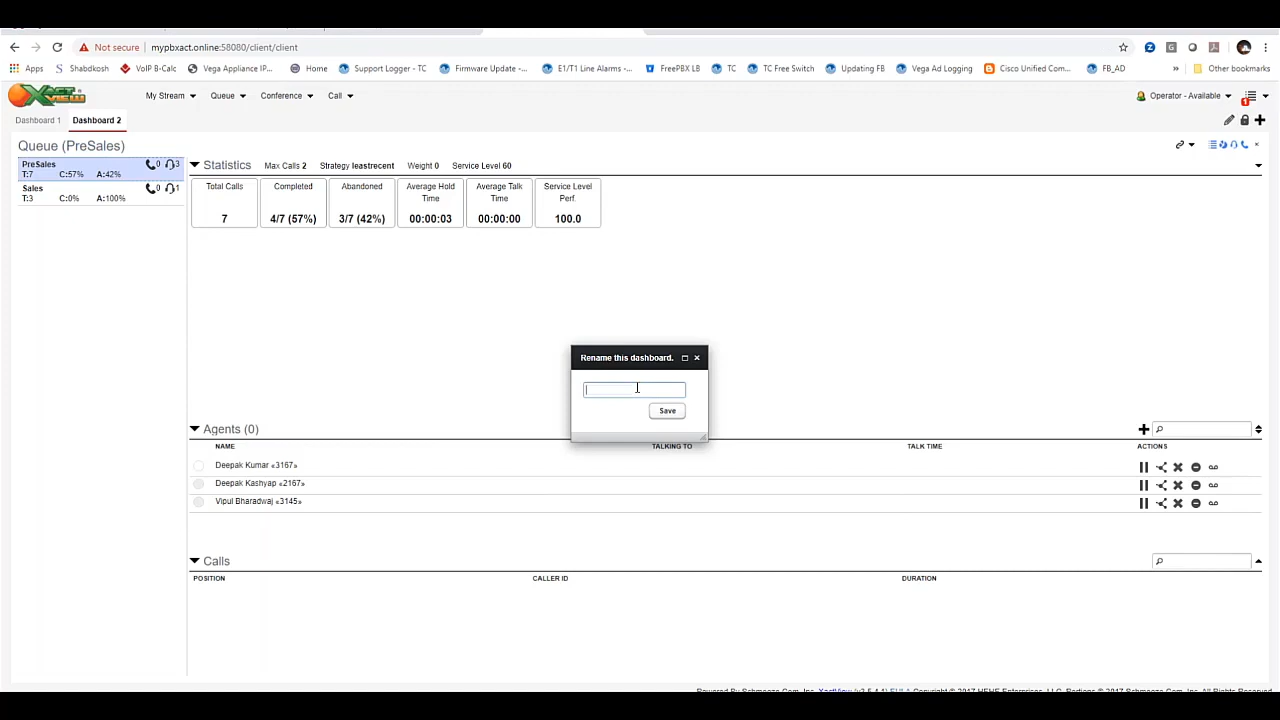 Not secure | mypbxact.online:58080/client/client
Apps Shabdkosh VoIP B-Calc Vega Appliance IP... Home Support Logger - TC Firmware Update -... E1/T1 Line Alarms -... FreePBX LB TC TC Free Switch Updating FB Vega Ad Logging Cisco Unified Com... FB_AD » Other bookmarks
XactView My Stream Queue Conference Call Operator - Available 1
Dashboard 1 Dashboard 2
Queue (PreSales)
PreSales 0 3
T:7 C:57% A:42%
Sales 0 1
T:3 C:0% A:100%
Statistics Max Calls 2 Strategy leastrecent Weight 0 Service Level 60
Total Calls
7
Completed
4/7 (57%)
Abandoned
3/7 (42%)
Average Hold
Time
00:00:03
Average Talk
Time
00:00:00
Service Level
Perf.
100.0
Rename this dashboard.
Save
Agents (0)
NAME TALKING TO TALK TIME ACTIONS
Deepak Kumar «3167»
Deepak Kashyap «2167»
Vipul Bharadwaj «3145»
Calls
POSITION CALLER ID DURATION